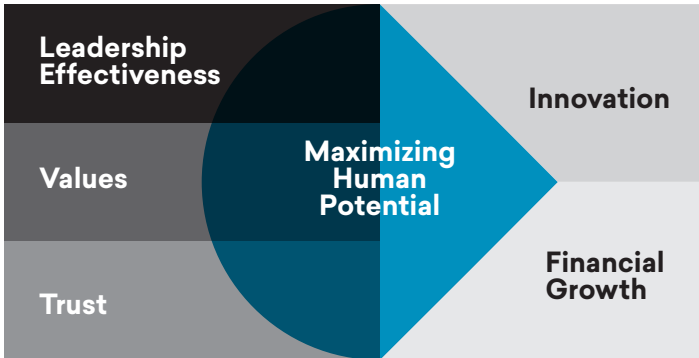 Leadership
Effectiveness
Values
Trust
Maximizing
Human
Potential
Innovation
Financial
Growth